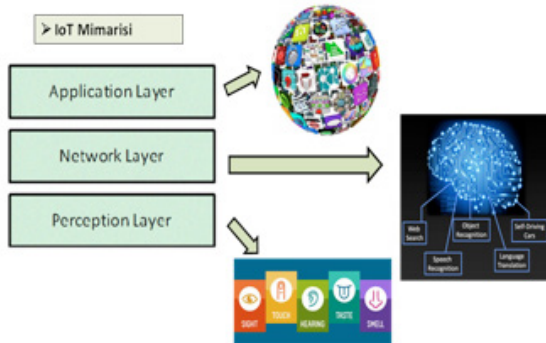 ➢ IoT Mimarisi
Application Layer
Network Layer
Perception Layer
Web
Search
Object
Recognition
Self-Driving
Cars
Speech
Recognition
Language
Translation
SIGHT
TOUCH
HEARING
TASTE
SMELL